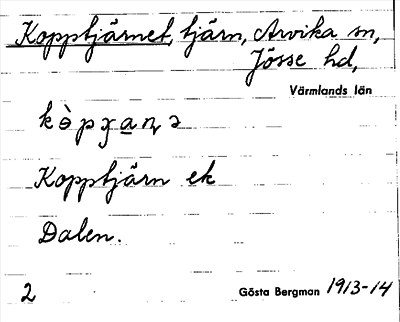 Kopptjärnet, tjärn, Arvika sn,
Jösse hd,
Värmlands län
Kopptjärn ek
Dalen.
2 Gösta Bergman 1913-14